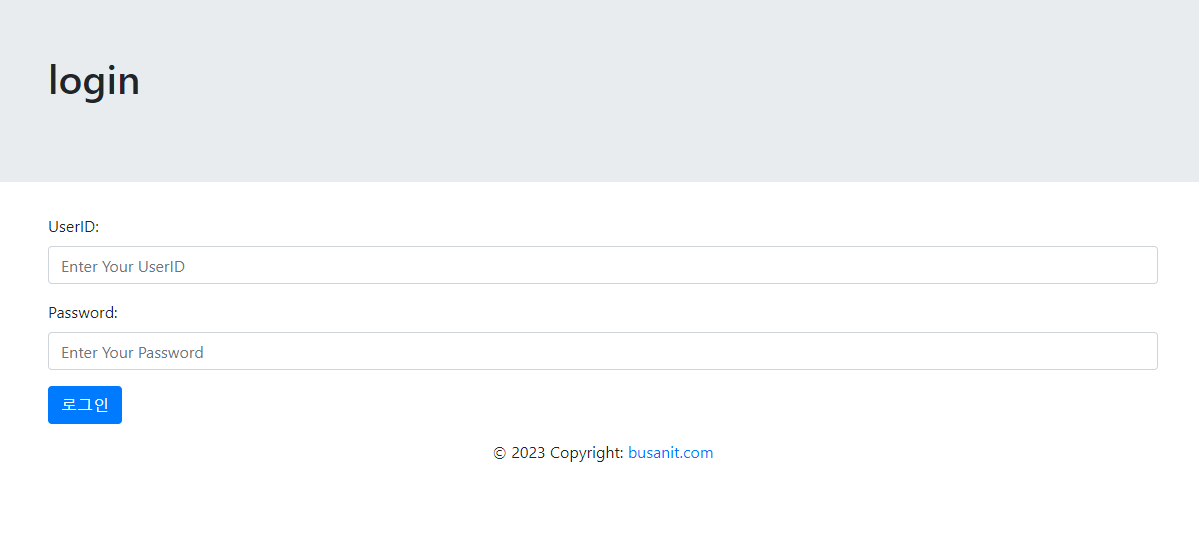 login
UserID:
Enter Your UserID
Password:
Enter Your Password
로그인
© 2023 Copyright: busanit.com